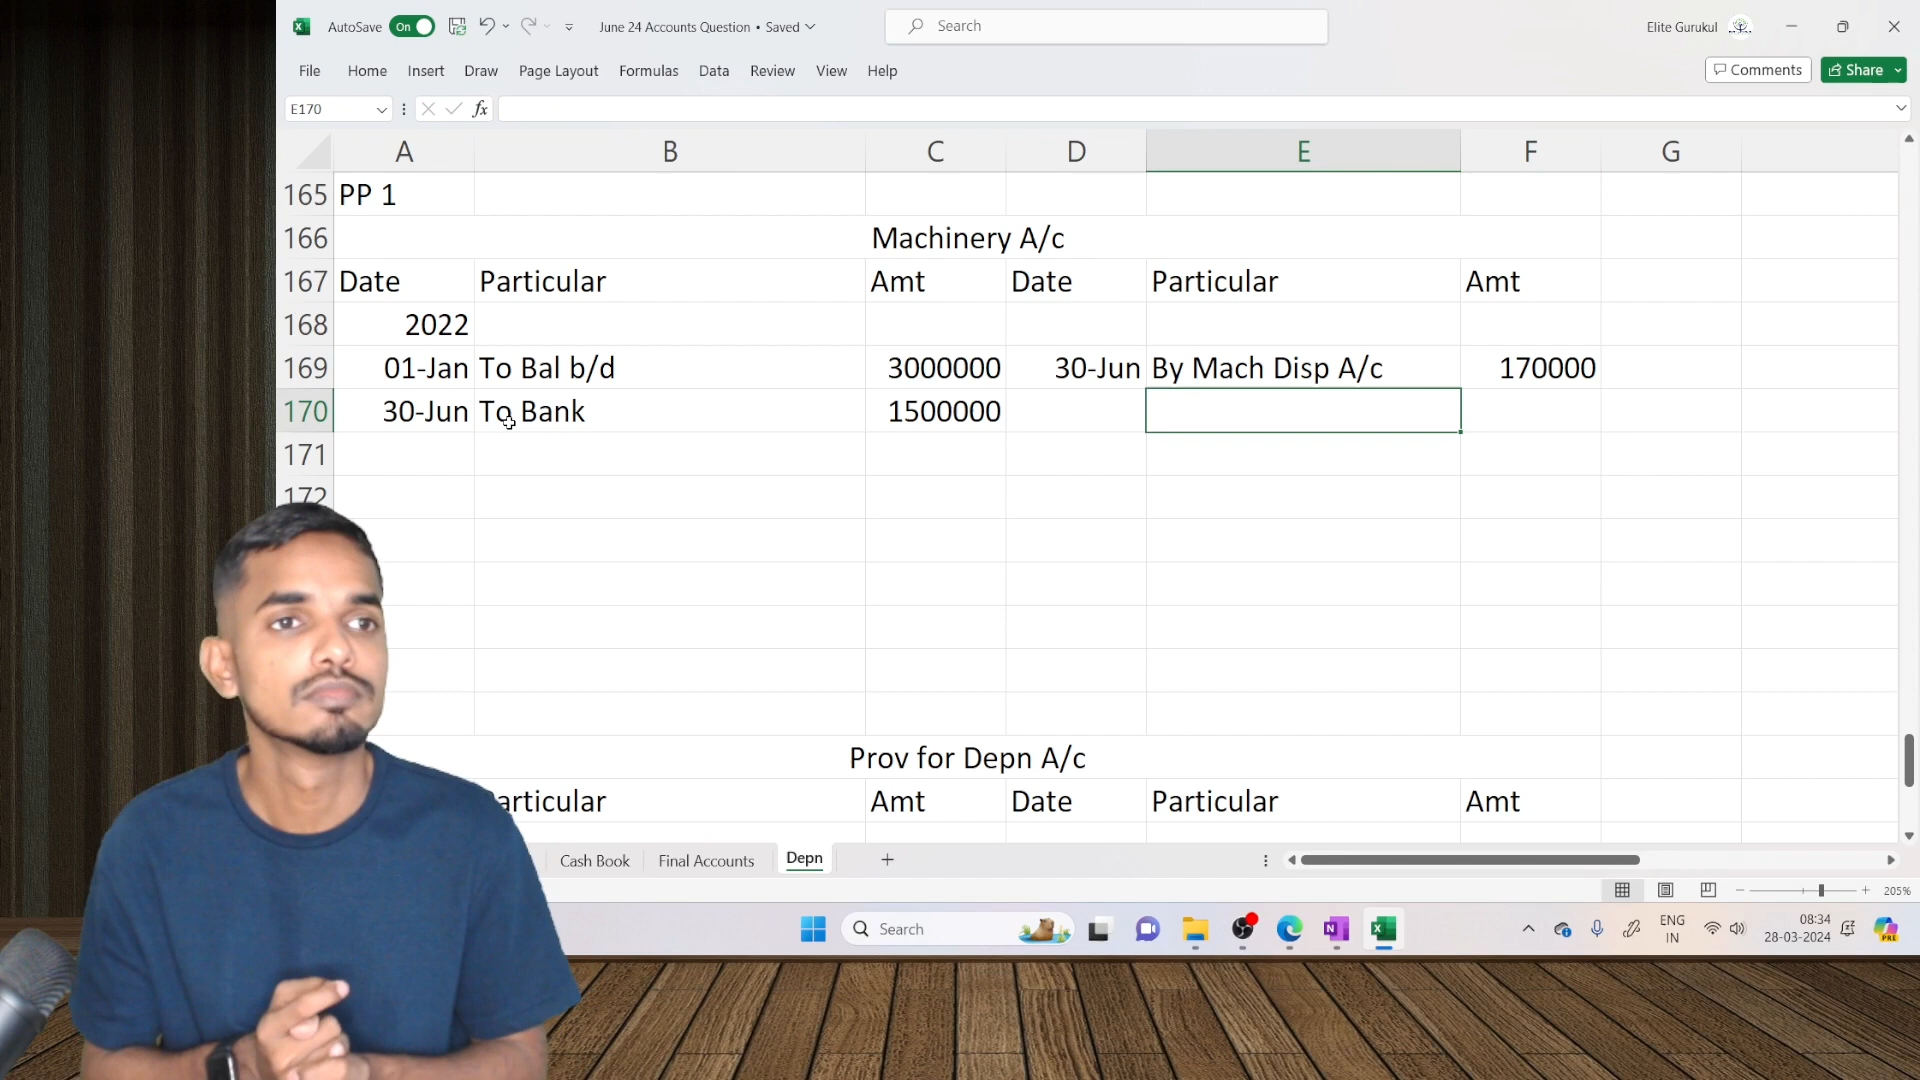 AutoSave On June 24 Accounts Question • Saved Search Elite Gurukul
File Home Insert Draw Page Layout Formulas Data Review View Help Comments Share
E170 fx
A B C D E F G
165 PP 1
166 Machinery A/c
167 Date Particular Amt Date Particular Amt
168 2022
169 01-Jan To Bal b/d 3000000 30-Jun By Mach Disp A/c 170000
170 30-Jun To Bank 1500000
171
172
Prov for Depn A/c
articular Amt Date Particular Amt
Cash Book Final Accounts Depn
205%
Search ENG 08:34
IN 28-03-2024 PRE